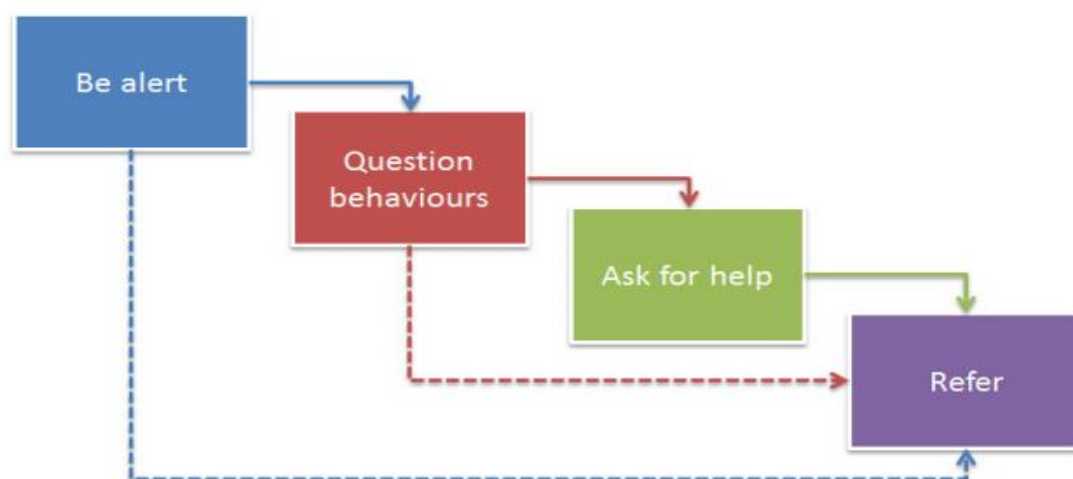 Be alert
Question
behaviours
Ask for help
Refer